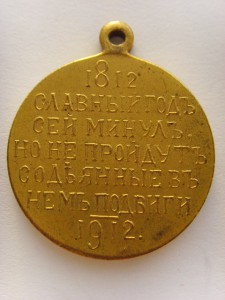 1812
СЛАВНЫЙ ГОДЪ
СЕЙ МИНУЛЪ.
НО НЕ ПРОЙДУТЪ
СОДѢЯННЫЕ ВЪ
НЕМЪ ПОДВИГИ
1912.